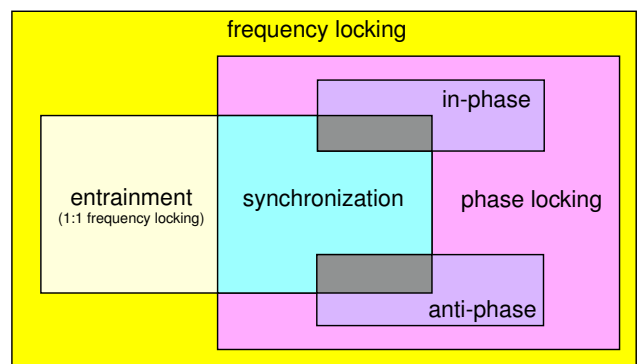 frequency locking
in-phase
entrainment
(1:1 frequency locking)
synchronization
phase locking
anti-phase